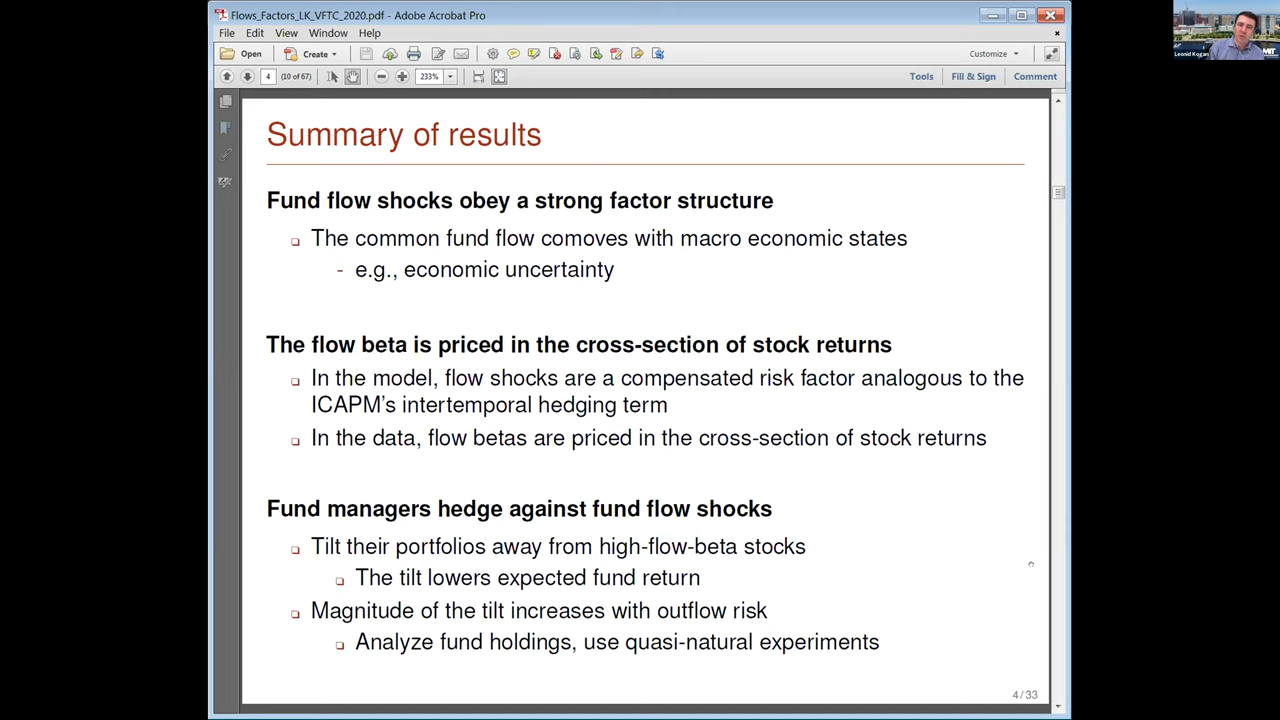 Flows_Factors_LK_VFTC_2020.pdf - Adobe Acrobat Pro
File Edit View Window Help
Open Create Customize
4 (10 of 67) 233% Tools Fill & Sign Comment
Summary of results
Fund flow shocks obey a strong factor structure
The common fund flow comoves with macro economic states
- e.g., economic uncertainty
The flow beta is priced in the cross-section of stock returns
In the model, flow shocks are a compensated risk factor analogous to the
ICAPM's intertemporal hedging term
In the data, flow betas are priced in the cross-section of stock returns
Fund managers hedge against fund flow shocks
Tilt their portfolios away from high-flow-beta stocks
The tilt lowers expected fund return
Magnitude of the tilt increases with outflow risk
Analyze fund holdings, use quasi-natural experiments
4 / 33
Leonid Kogan
MIT